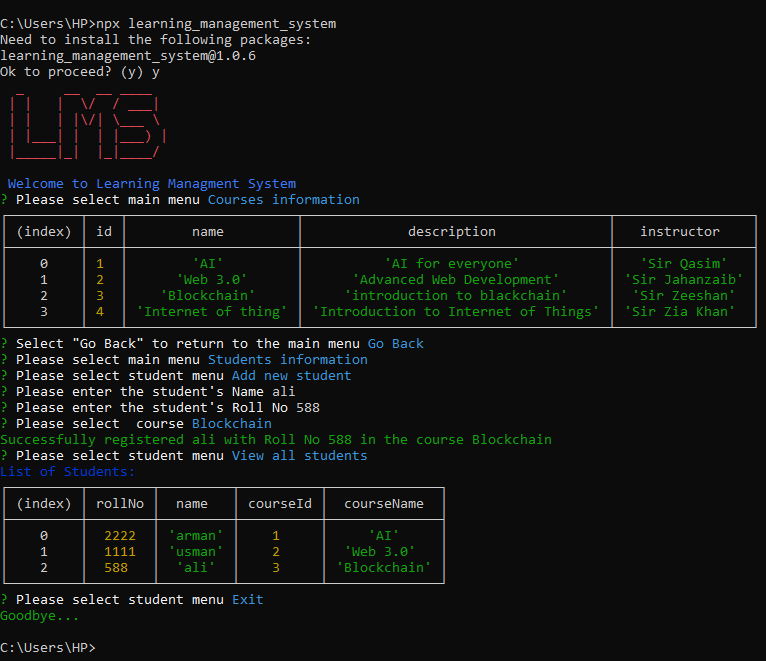 C:\Users\HP>npx learning_management_system
Need to install the following packages:
learning_management_system@1.0.6
Ok to proceed? (y) y
LMS
Welcome to Learning Managment System
? Please select main menu Courses information
(index) id name description instructor
0 1 'AI' 'AI for everyone' 'Sir Qasim'
1 2 'Web 3.0' 'Advanced Web Development' 'Sir Jahanzaib'
2 3 'Blockchain' 'introduction to blackchain' 'Sir Zeeshan'
3 4 'Internet of thing' 'Introduction to Internet of Things' 'Sir Zia Khan'
? Select "Go Back" to return to the main menu Go Back
? Please select main menu Students information
? Please select student menu Add new student
? Please enter the student's Name ali
? Please enter the student's Roll No 588
? Please select  course Blockchain
Successfully registered ali with Roll No 588 in the course Blockchain
? Please select student menu View all students
List of Students:
(index) rollNo name courseId courseName
0 2222 'arman' 1 'AI'
1 1111 'usman' 2 'Web 3.0'
2 588 'ali' 3 'Blockchain'
? Please select student menu Exit
Goodbye...
C:\Users\HP>